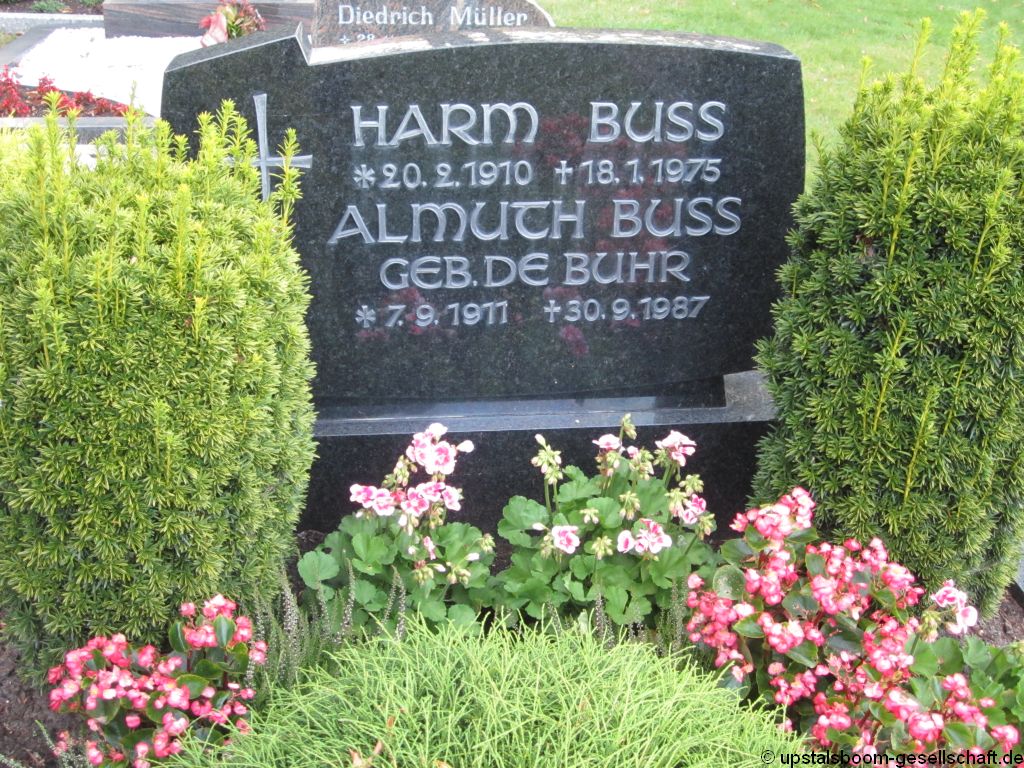 Diedrich Müller
* 28
HARM BUSS
* 20. 2. 1910 † 18. 1. 1975
ALMUTH BUSS
GEB. DE BUHR
* 7. 9. 1911 † 30. 9. 1987
© upstalsboom-gesellschaft.de